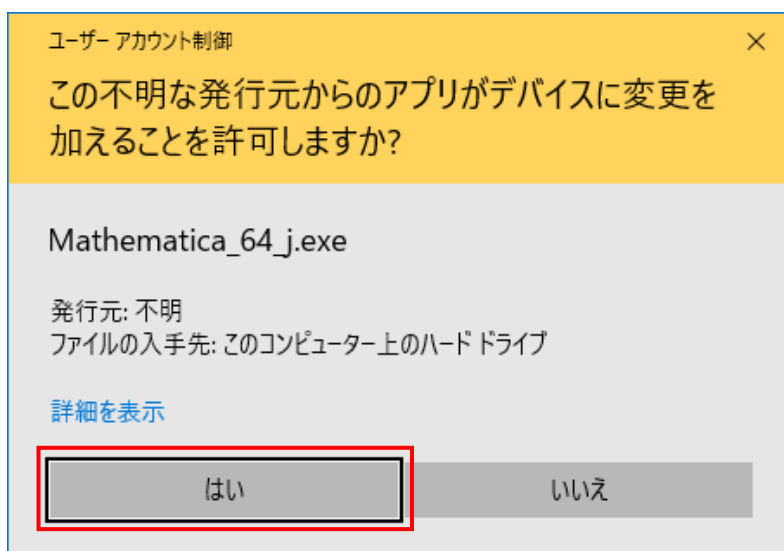 ユーザー アカウント制御
この不明な発行元からのアプリがデバイスに変更を
加えることを許可しますか?
Mathematica_64_j.exe
発行元: 不明
ファイルの入手先: このコンピューター上のハード ドライブ
詳細を表示
はい
いいえ